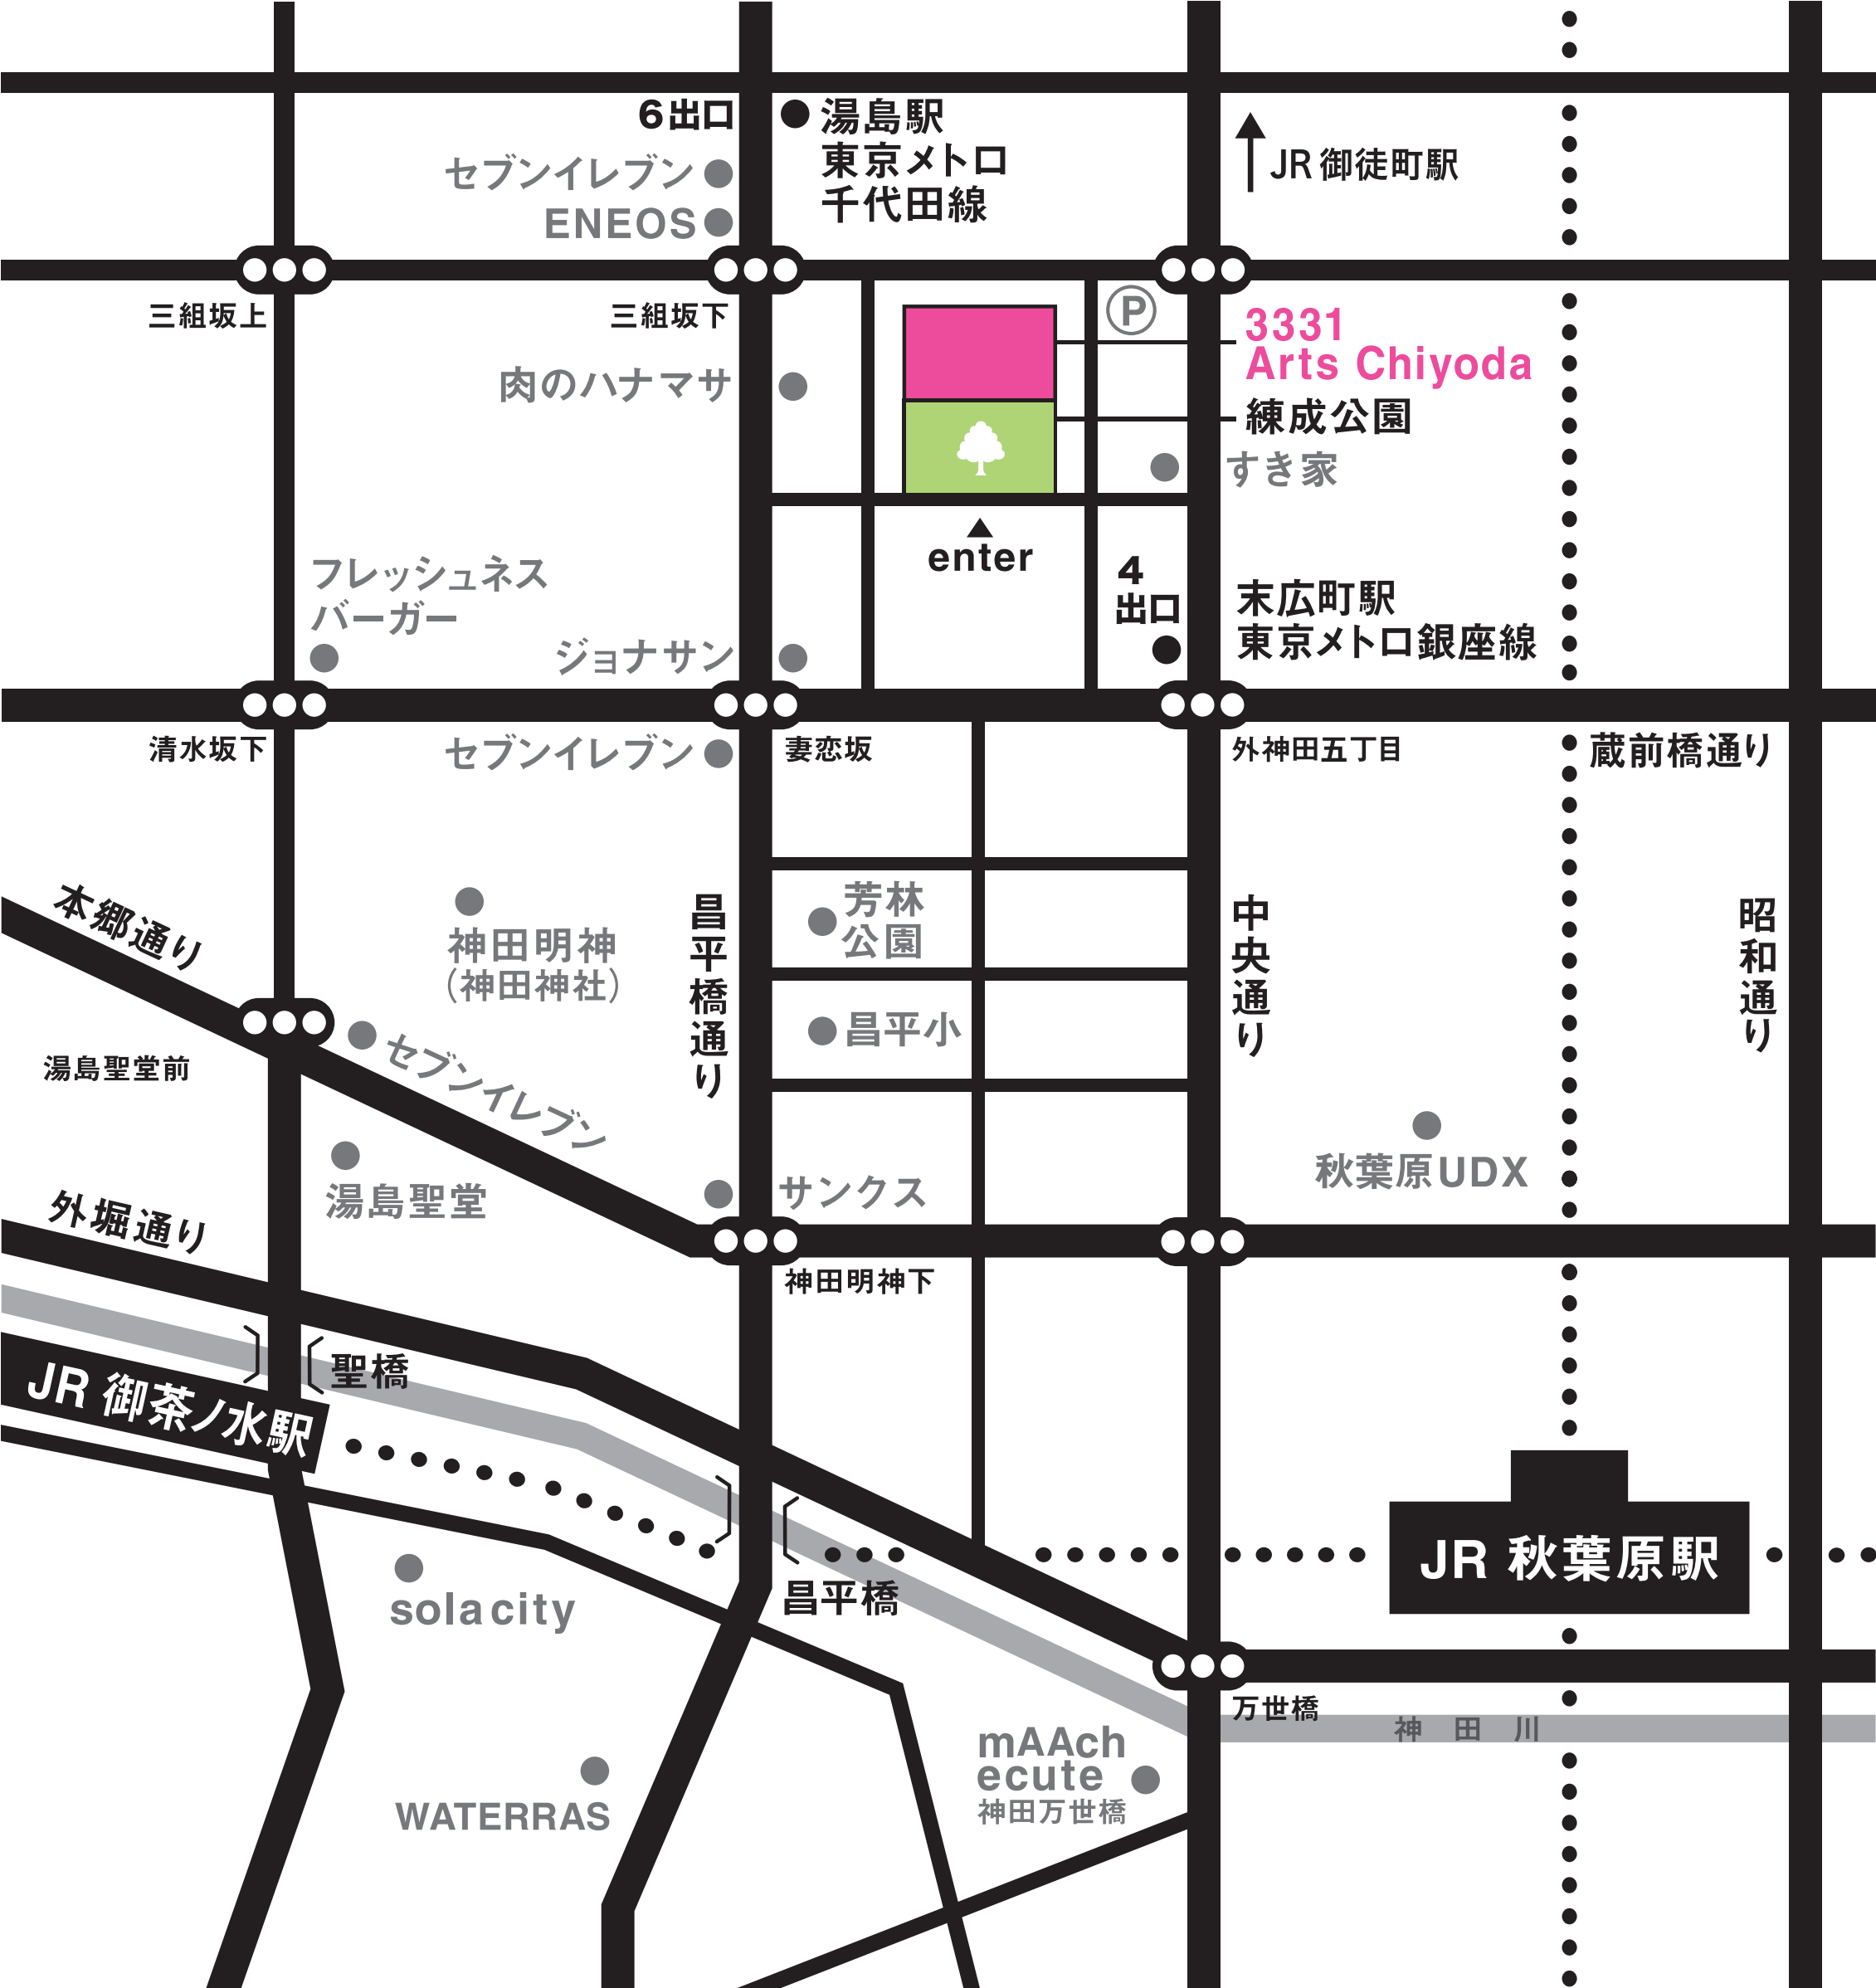 6出口
湯島駅
東京メトロ
千代田線
セブンイレブン
ENEOS
JR 御徒町駅
三組坂上
三組坂下
P
3331
Arts Chiyoda
肉のハナマサ
練成公園
すき家
enter
4
出口
末広町駅
東京メトロ銀座線
フレッシュネス
バーガー
ジョナサン
清水坂下
セブンイレブン
妻恋坂
外神田五丁目
蔵前橋通り
本郷通り
神田明神
(神田神社)
昌平橋通り
芳林
公園
中央通り
昭和通り
昌平小
湯島聖堂前
セブンイレブン
湯島聖堂
サンクス
秋葉原UDX
外堀通り
神田明神下
聖橋
JR 御茶ノ水駅
JR 秋葉原駅
昌平橋
sola city
万世橋
神田川
mAAch
ecute
神田万世橋
WATERRAS